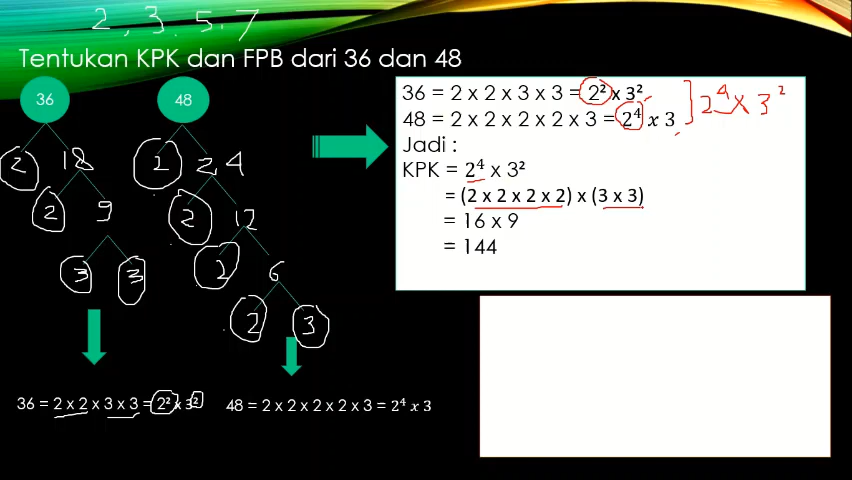 2, 3, 5, 7
Tentukan KPK dan FPB dari 36 dan 48
36
48
2 18
2 24
2 9
2 12
3 3
2 6
2 3
36 = 2 x 2 x 3 x 3 = 2² x 3²
48 = 2 x 2 x 2 x 2 x 3 = 2⁴ x 3
36 = 2 x 2 x 3 x 3 = 2² x 3²
48 = 2 x 2 x 2 x 2 x 3 = 2⁴ x 3
2⁴ x 3²
Jadi :
KPK = 2⁴ x 3²
= (2 x 2 x 2 x 2) x (3 x 3)
= 16 x 9
= 144